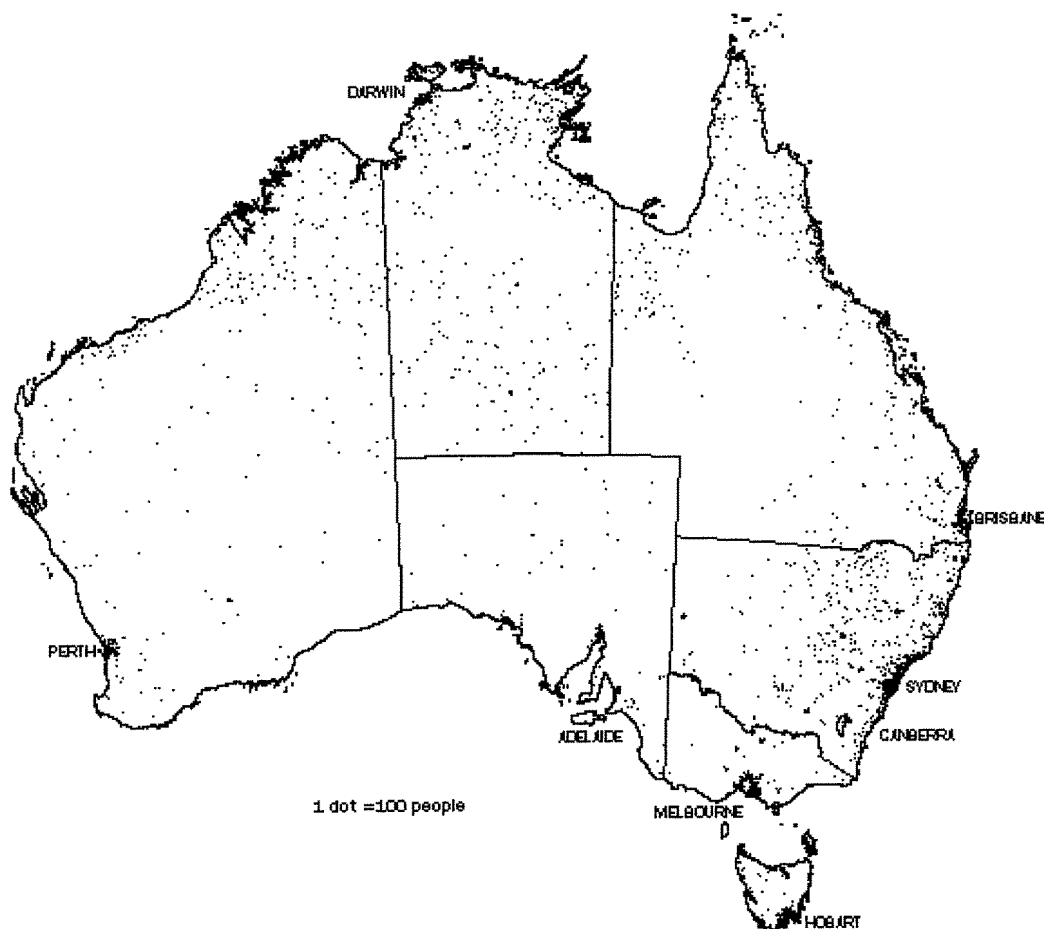 DARWIN
BRISBANE
PERTH
SYDNEY
ADELAIDE
CANBERRA
1 dot =100 people
MELBOURNE
HOBART